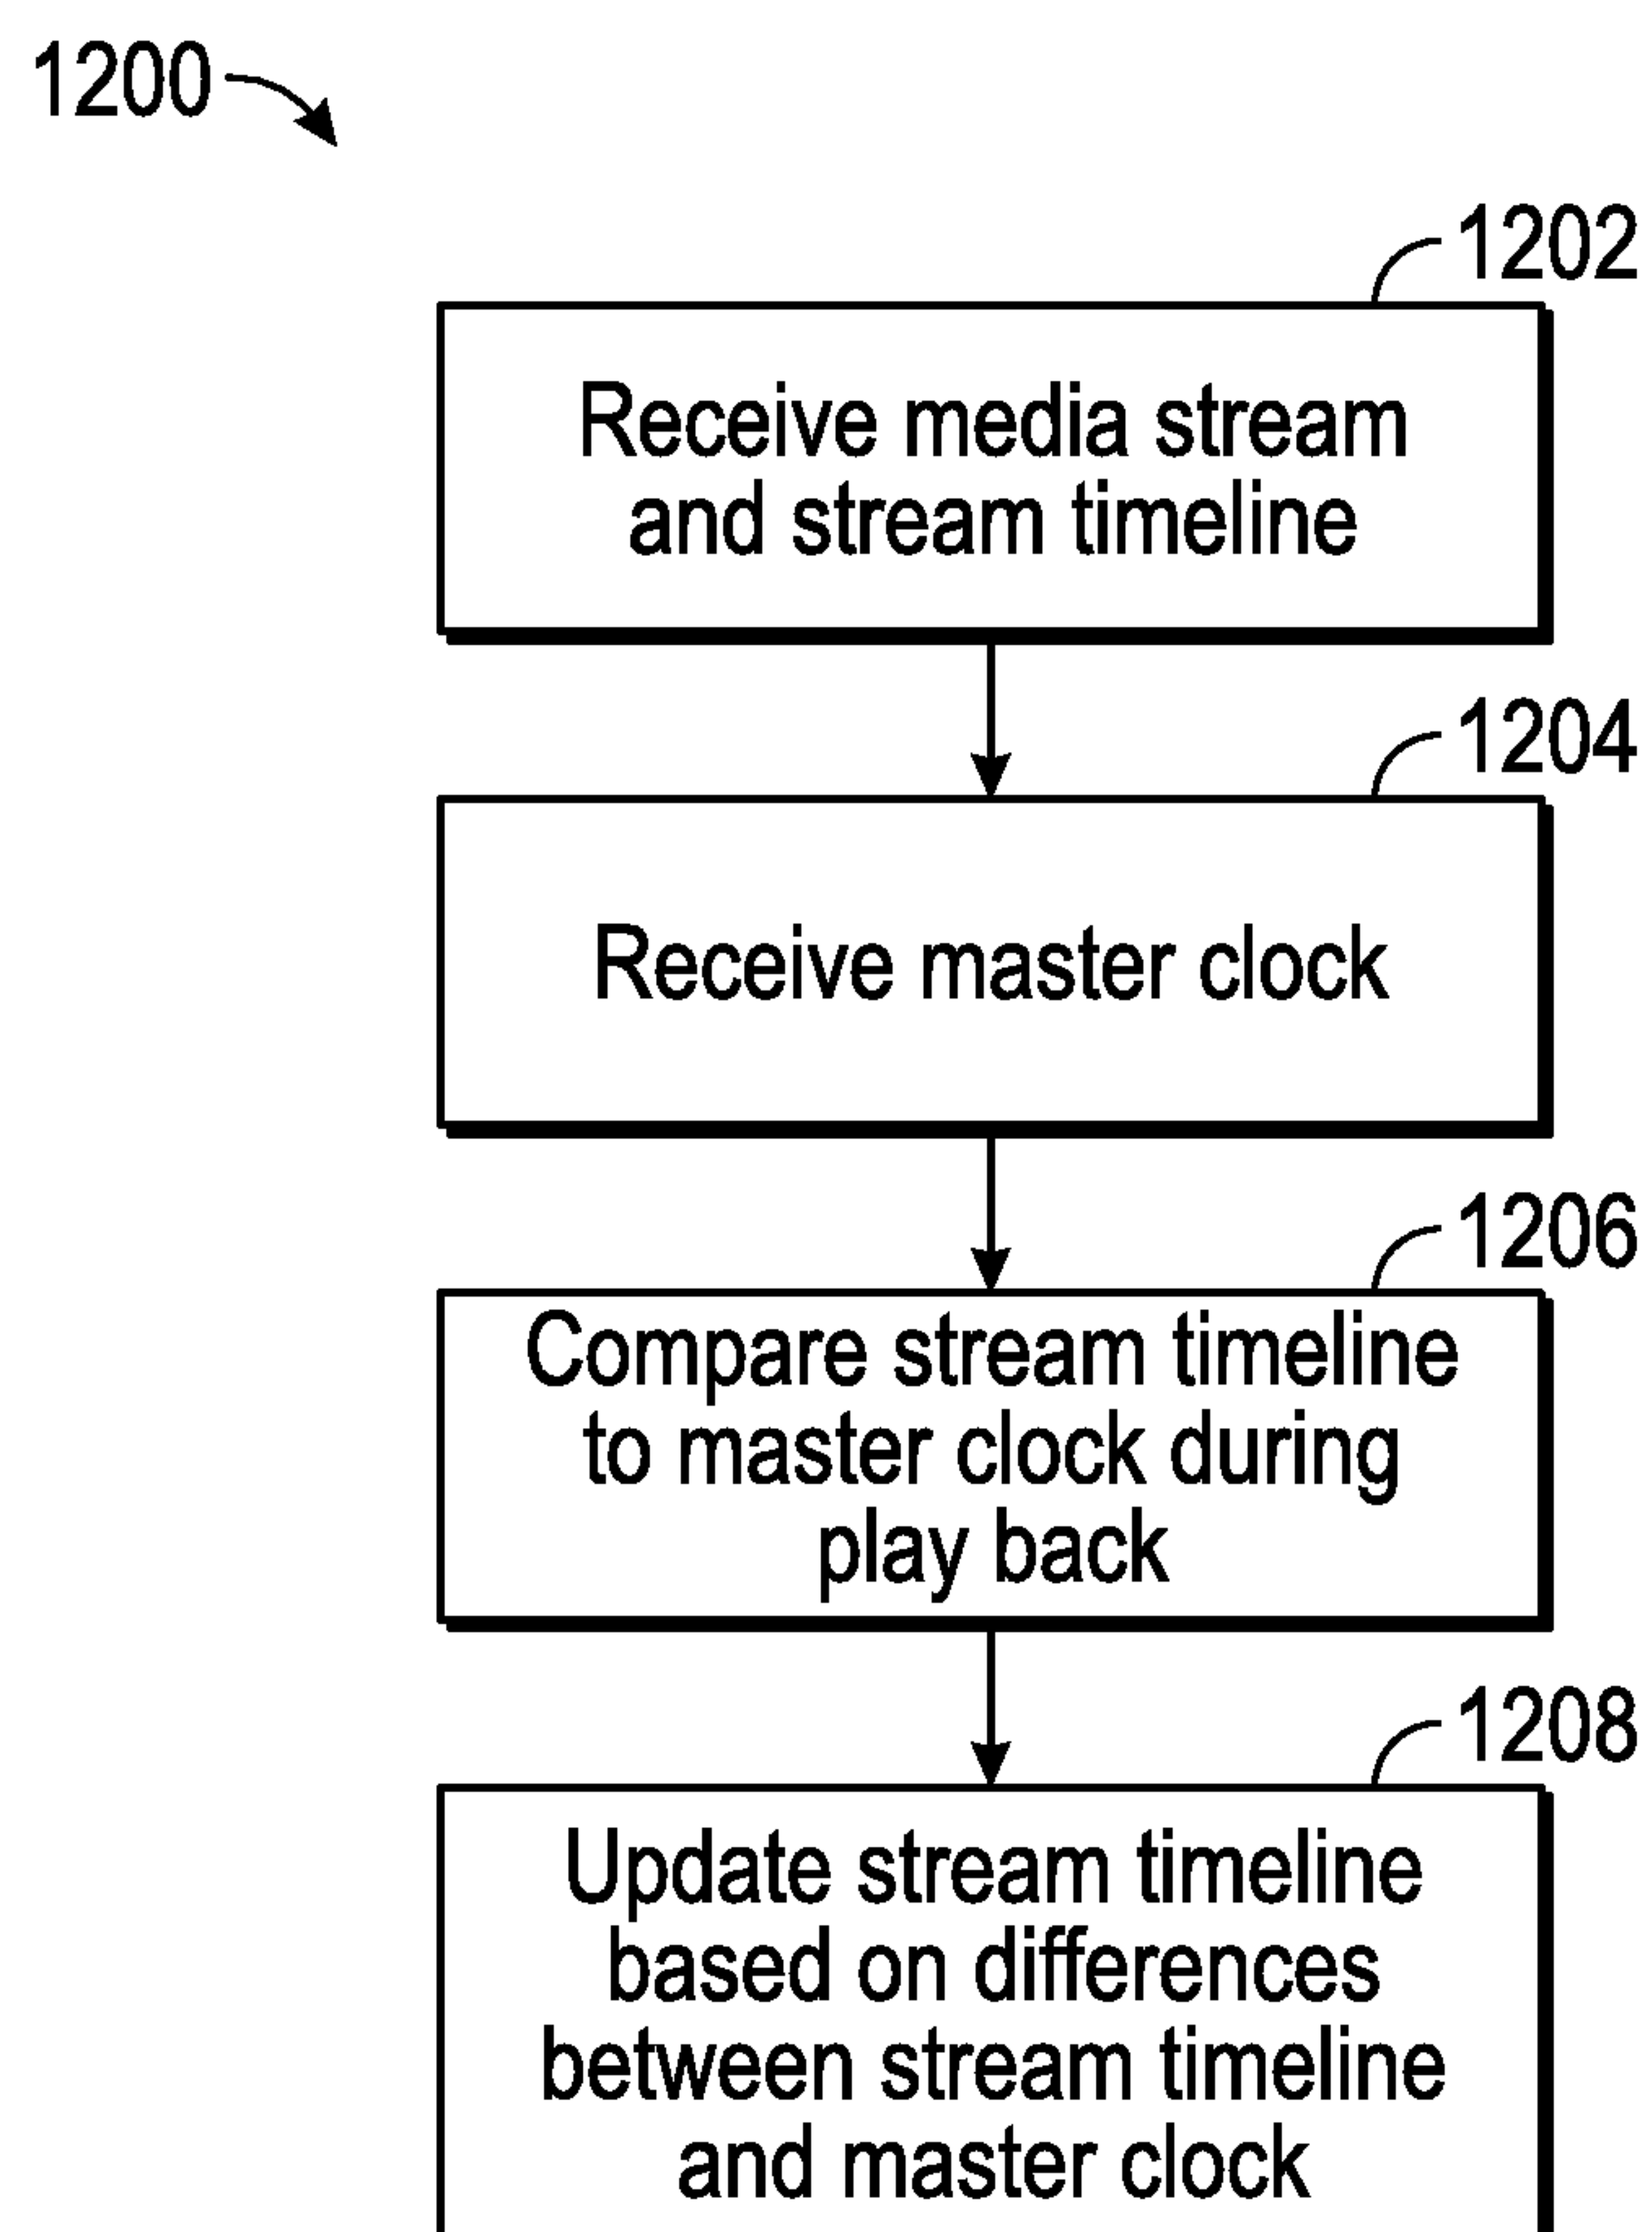 1200
1202
Receive media stream
and stream timeline
1204
Receive master clock
1206
Compare stream timeline
to master clock during
play back
1208
Update stream timeline
based on differences
between stream timeline
and master clock